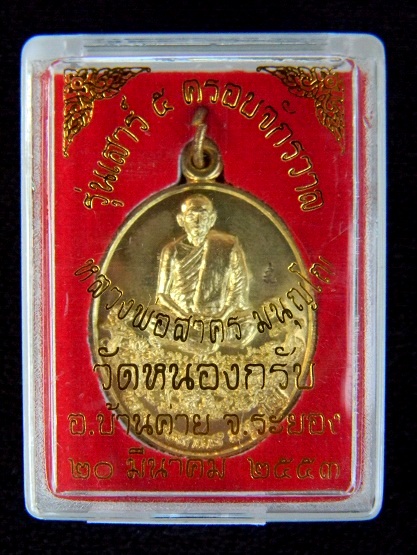 รุ่นเสาร์ ๕ ครอบจักรวาล
หลวงพ่อสาคร มนุญฺโญ
วัดหนองกรับ
อ.บ้านค่าย จ.ระยอง
๒๐ มีนาคม ๒๕๕๓